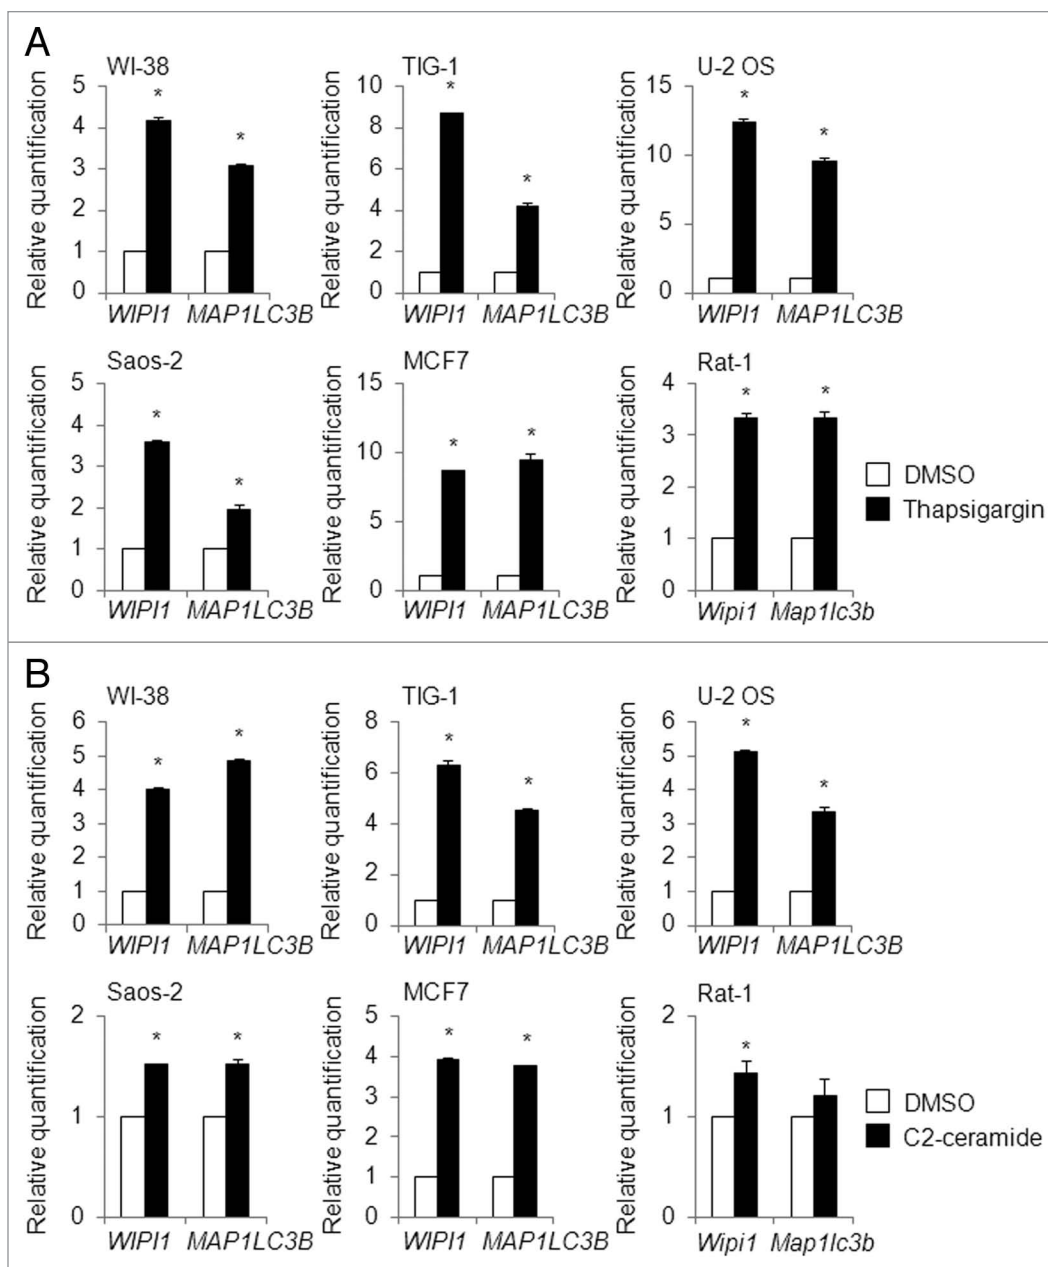 A
WI-38
Relative quantification
5
4
3
2
1
0
*
*
WIPI1 MAP1LC3B
TIG-1
Relative quantification
10
8
6
4
2
0
*
*
WIPI1 MAP1LC3B
U-2 OS
Relative quantification
15
10
5
0
*
*
WIPI1 MAP1LC3B
Saos-2
Relative quantification
5
4
3
2
1
0
*
*
WIPI1 MAP1LC3B
MCF7
Relative quantification
15
10
5
0
*
*
WIPI1 MAP1LC3B
Rat-1
Relative quantification
4
3
2
1
0
*
*
Wipi1 Map1lc3b
DMSO
Thapsigargin
B
WI-38
Relative quantification
6
5
4
3
2
1
0
*
*
WIPI1 MAP1LC3B
TIG-1
Relative quantification
8
6
4
2
0
*
*
WIPI1 MAP1LC3B
U-2 OS
Relative quantification
6
5
4
3
2
1
0
*
*
WIPI1 MAP1LC3B
Saos-2
Relative quantification
2
1
0
*
*
WIPI1 MAP1LC3B
MCF7
Relative quantification
5
4
3
2
1
0
*
*
WIPI1 MAP1LC3B
Rat-1
Relative quantification
2
1
0
*
Wipi1 Map1lc3b
DMSO
C2-ceramide